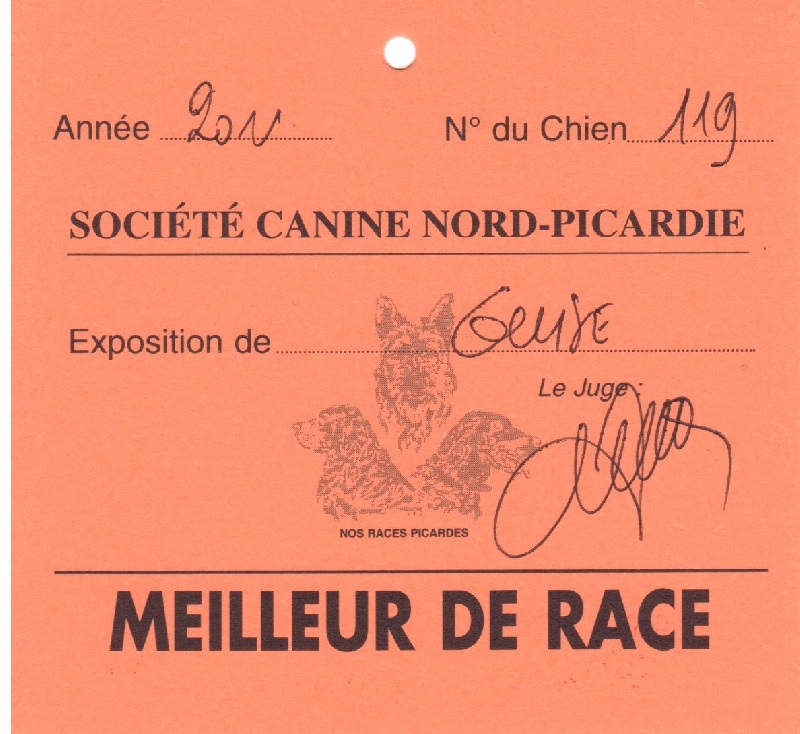 Année 2011 N° du Chien 119
SOCIÉTÉ CANINE NORD-PICARDIE
Exposition de
Le Juge :
NOS RACES PICARDES
MEILLEUR DE RACE